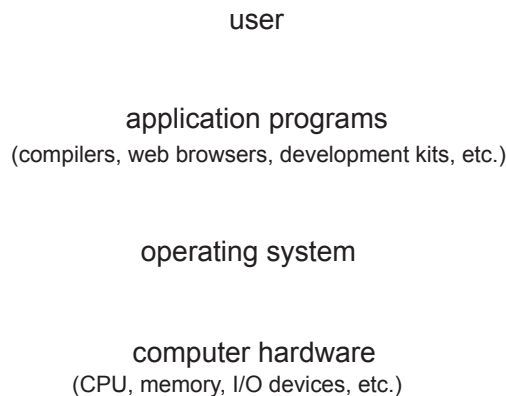 user
application programs
(compilers, web browsers, development kits, etc.)
operating system
computer hardware
(CPU, memory, I/O devices, etc.)